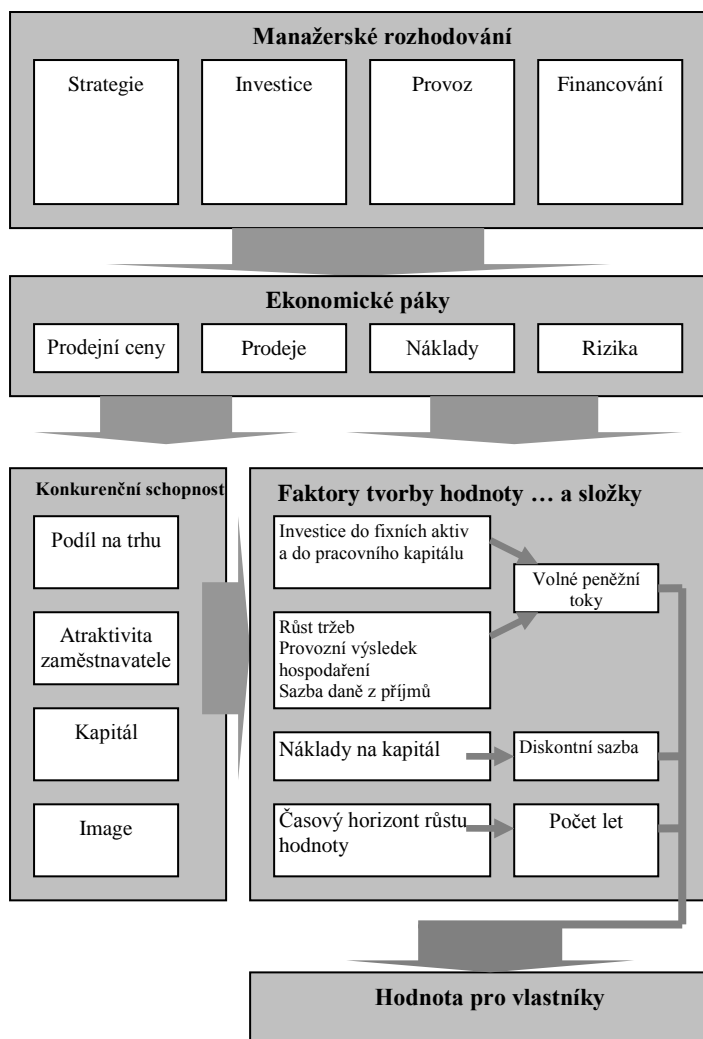 Manažerské rozhodování
Strategie
Investice
Provoz
Financování
Ekonomické páky
Prodejní ceny
Prodeje
Náklady
Rizika
Konkurenční schopnost
Podíl na trhu
Atraktivita
zaměstnavatele
Kapitál
Image
Faktory tvorby hodnoty … a složky
Investice do fixních aktiv
a do pracovního kapitálu
Růst tržeb
Provozní výsledek
hospodaření
Sazba daně z příjmů
Volné peněžní
toky
Náklady na kapitál
Diskontní sazba
Časový horizont růstu
hodnoty
Počet let
Hodnota pro vlastníky